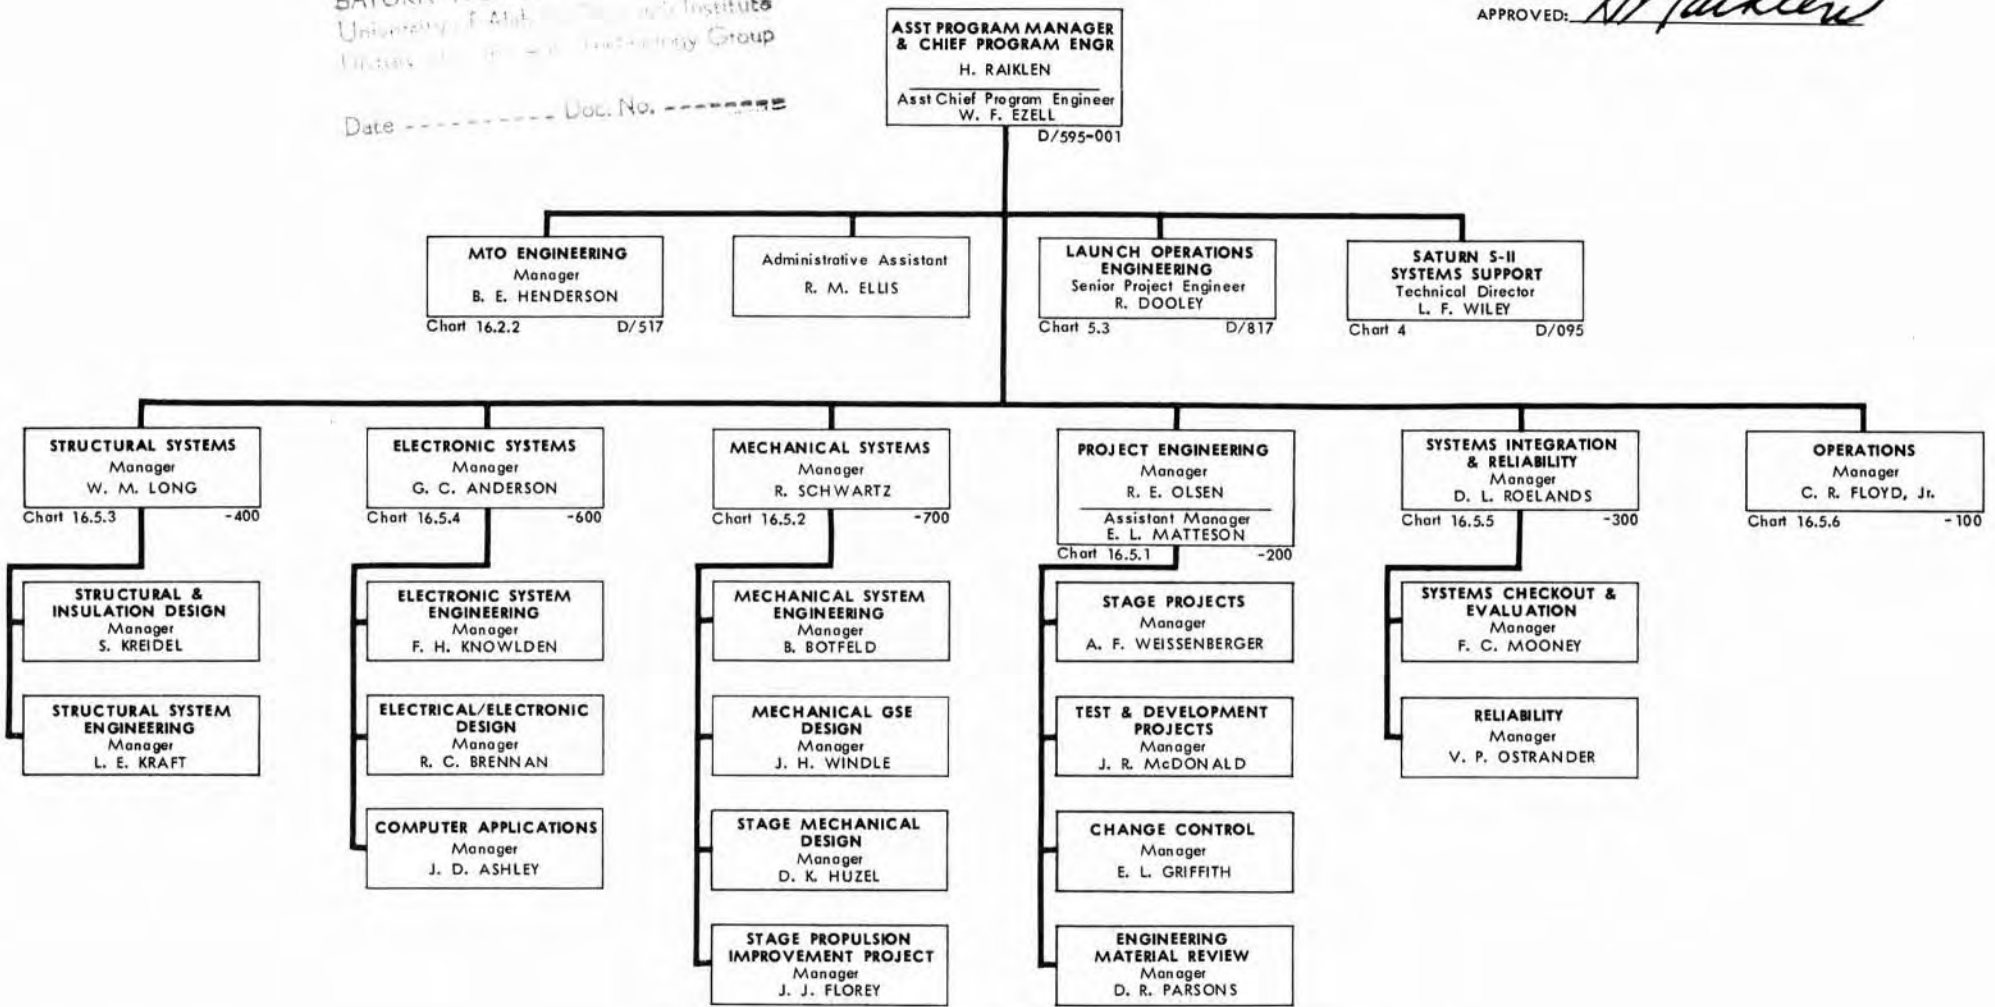 Institute
Technology Group
Date ---------- Doc. No. ---------
APPROVED:
ASST PROGRAM MANAGER
& CHIEF PROGRAM ENGR
H. RAIKLEN
Asst Chief Program Engineer
W. F. EZELL
D/595-001
MTO ENGINEERING
Manager
B. E. HENDERSON
Chart 16.2.2 D/517
Administrative Assistant
R. M. ELLIS
LAUNCH OPERATIONS
ENGINEERING
Senior Project Engineer
R. DOOLEY
Chart 5.3 D/817
SATURN S-II
SYSTEMS SUPPORT
Technical Director
L. F. WILEY
Chart 4 D/095
STRUCTURAL SYSTEMS
Manager
W. M. LONG
Chart 16.5.3 -400
ELECTRONIC SYSTEMS
Manager
G. C. ANDERSON
Chart 16.5.4 -600
MECHANICAL SYSTEMS
Manager
R. SCHWARTZ
Chart 16.5.2 -700
PROJECT ENGINEERING
Manager
R. E. OLSEN
Assistant Manager
E. L. MATTESON
Chart 16.5.1 -200
SYSTEMS INTEGRATION
& RELIABILITY
Manager
D. L. ROELANDS
Chart 16.5.5 -300
OPERATIONS
Manager
C. R. FLOYD, Jr.
Chart 16.5.6 -100
STRUCTURAL &
INSULATION DESIGN
Manager
S. KREIDEL
STRUCTURAL SYSTEM
ENGINEERING
Manager
L. E. KRAFT
ELECTRONIC SYSTEM
ENGINEERING
Manager
F. H. KNOWLDEN
ELECTRICAL/ELECTRONIC
DESIGN
Manager
R. C. BRENNAN
COMPUTER APPLICATIONS
Manager
J. D. ASHLEY
MECHANICAL SYSTEM
ENGINEERING
Manager
B. BOTFELD
MECHANICAL GSE
DESIGN
Manager
J. H. WINDLE
STAGE MECHANICAL
DESIGN
Manager
D. K. HUZEL
STAGE PROPULSION
IMPROVEMENT PROJECT
Manager
J. J. FLOREY
STAGE PROJECTS
Manager
A. F. WEISSENBERGER
TEST & DEVELOPMENT
PROJECTS
Manager
J. R. McDONALD
CHANGE CONTROL
Manager
E. L. GRIFFITH
ENGINEERING
MATERIAL REVIEW
Manager
D. R. PARSONS
SYSTEMS CHECKOUT &
EVALUATION
Manager
F. C. MOONEY
RELIABILITY
Manager
V. P. OSTRANDER